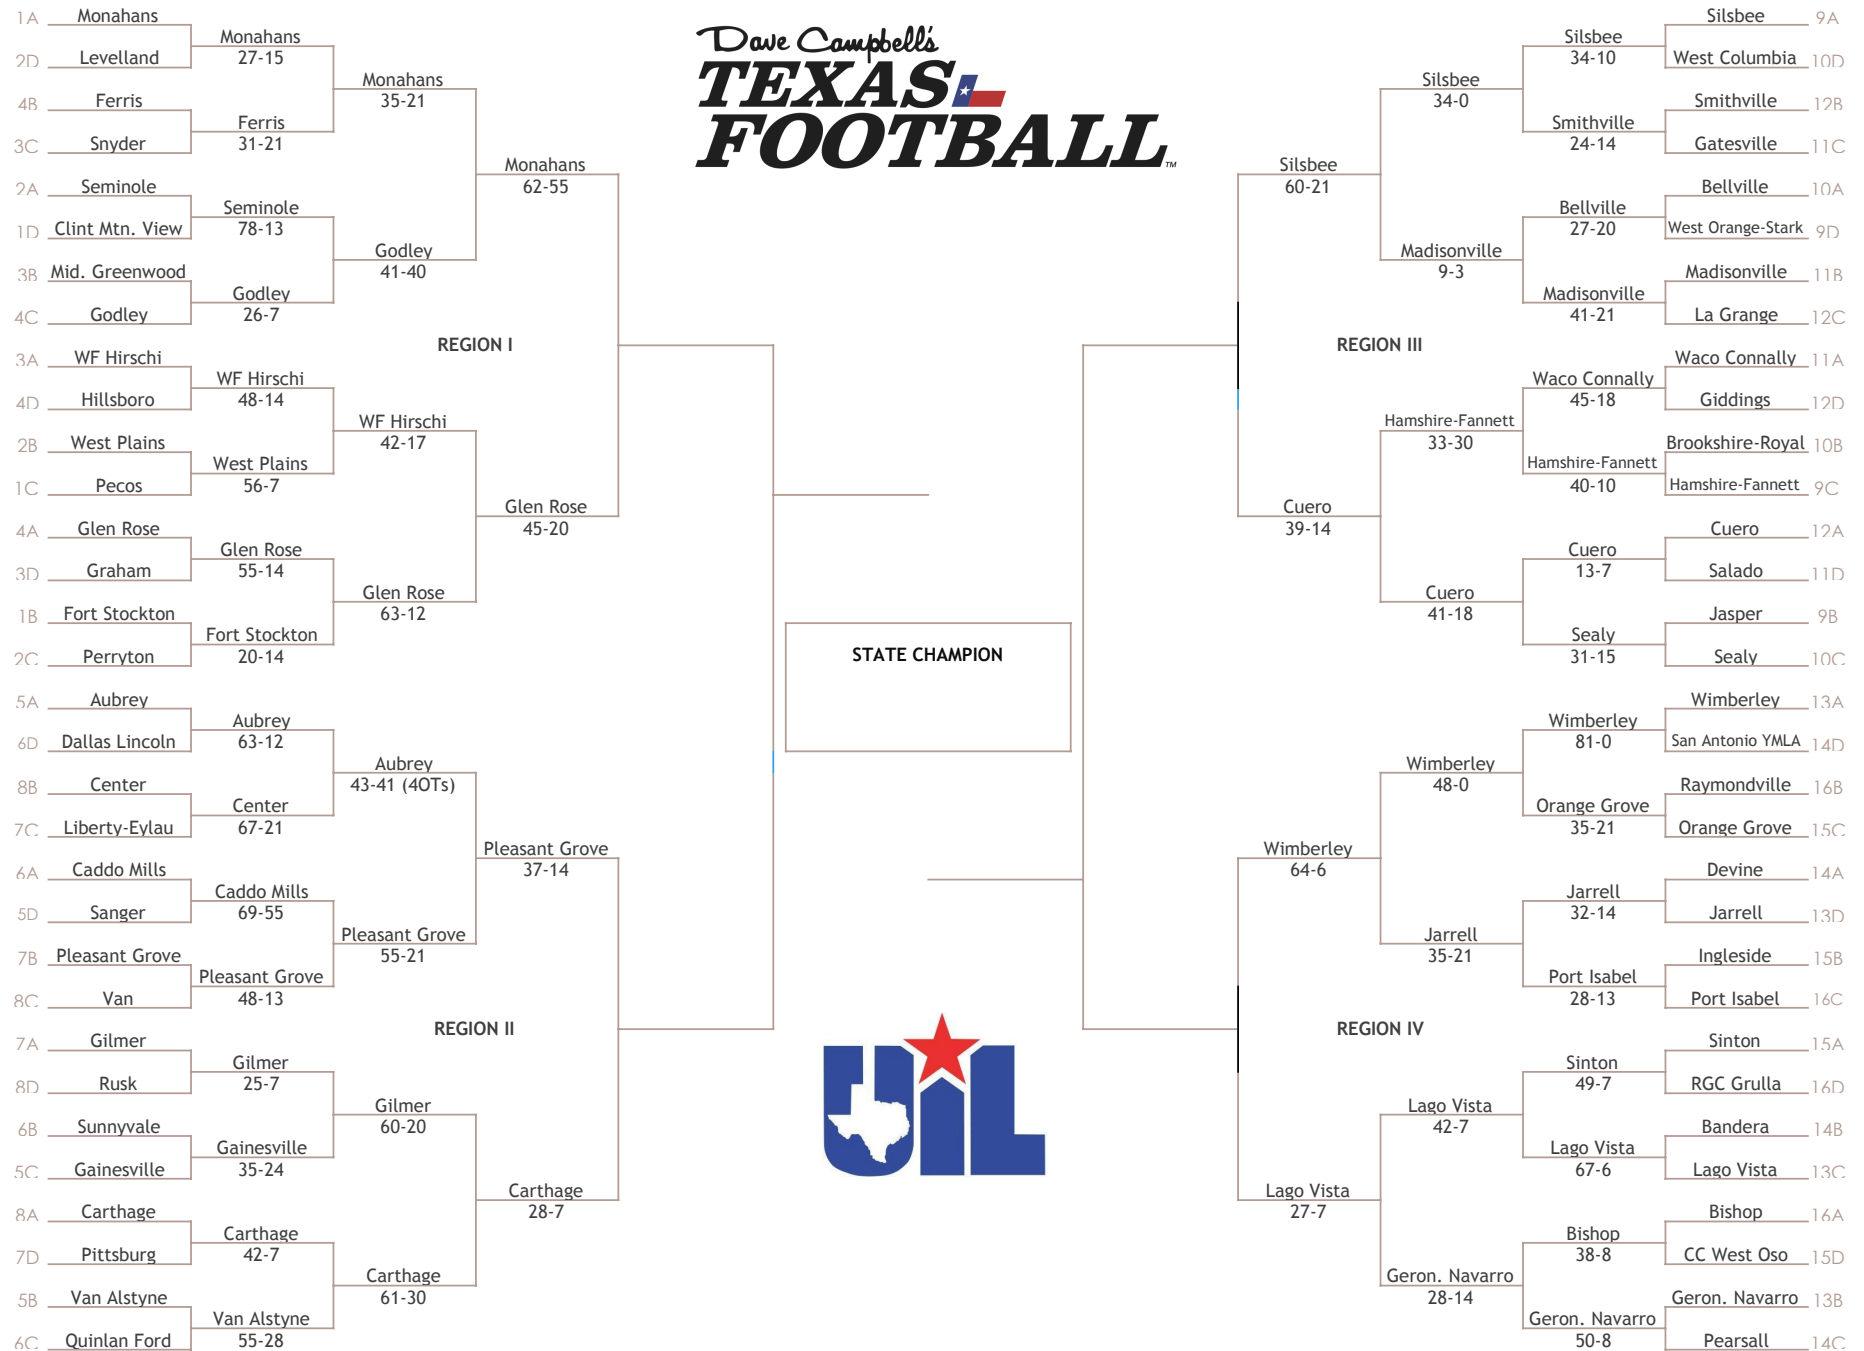 Dave Campbell's
TEXAS
FOOTBALL™
1A Monahans
2D Levelland
4B Ferris
3C Snyder
2A Seminole
1D Clint Mtn. View
3B Mid. Greenwood
4C Godley
3A WF Hirschi
4D Hillsboro
2B West Plains
1C Pecos
4A Glen Rose
3D Graham
1B Fort Stockton
2C Perryton
Monahans
27-15
Ferris
31-21
Seminole
78-13
Godley
26-7
WF Hirschi
48-14
West Plains
56-7
Glen Rose
55-14
Fort Stockton
20-14
Monahans
35-21
Godley
41-40
WF Hirschi
42-17
Glen Rose
63-12
Monahans
62-55
Glen Rose
45-20
REGION I
5A Aubrey
6D Dallas Lincoln
8B Center
7C Liberty-Eylau
6A Caddo Mills
5D Sanger
7B Pleasant Grove
8C Van
7A Gilmer
8D Rusk
6B Sunnyvale
5C Gainesville
8A Carthage
7D Pittsburg
5B Van Alstyne
6C Quinlan Ford
Aubrey
63-12
Center
67-21
Caddo Mills
69-55
Pleasant Grove
48-13
Gilmer
25-7
Gainesville
35-24
Carthage
42-7
Van Alstyne
55-28
Aubrey
43-41 (4OTs)
Pleasant Grove
55-21
Gilmer
60-20
Carthage
61-30
Pleasant Grove
37-14
Carthage
28-7
REGION II
STATE CHAMPION
UIL
Silsbee 9A
West Columbia 10D
Smithville 12B
Gatesville 11C
Bellville 10A
West Orange-Stark 9D
Madisonville 11B
La Grange 12C
Waco Connally 11A
Giddings 12D
Brookshire-Royal 10B
Hamshire-Fannett 9C
Cuero 12A
Salado 11D
Jasper 9B
Sealy 10C
Silsbee
34-10
Smithville
24-14
Bellville
27-20
Madisonville
41-21
Waco Connally
45-18
Hamshire-Fannett
40-10
Cuero
13-7
Sealy
31-15
Silsbee
34-0
Madisonville
9-3
Hamshire-Fannett
33-30
Cuero
41-18
Silsbee
60-21
Cuero
39-14
REGION III
Wimberley 13A
San Antonio YMLA 14D
Raymondville 16B
Orange Grove 15C
Devine 14A
Jarrell 13D
Ingleside 15B
Port Isabel 16C
Sinton 15A
RGC Grulla 16D
Bandera 14B
Lago Vista 13C
Bishop 16A
CC West Oso 15D
Geron. Navarro 13B
Pearsall 14C
Wimberley
81-0
Orange Grove
35-21
Jarrell
32-14
Port Isabel
28-13
Sinton
49-7
Lago Vista
67-6
Bishop
38-8
Geron. Navarro
50-8
Wimberley
48-0
Jarrell
35-21
Lago Vista
42-7
Geron. Navarro
28-14
Wimberley
64-6
Lago Vista
27-7
REGION IV